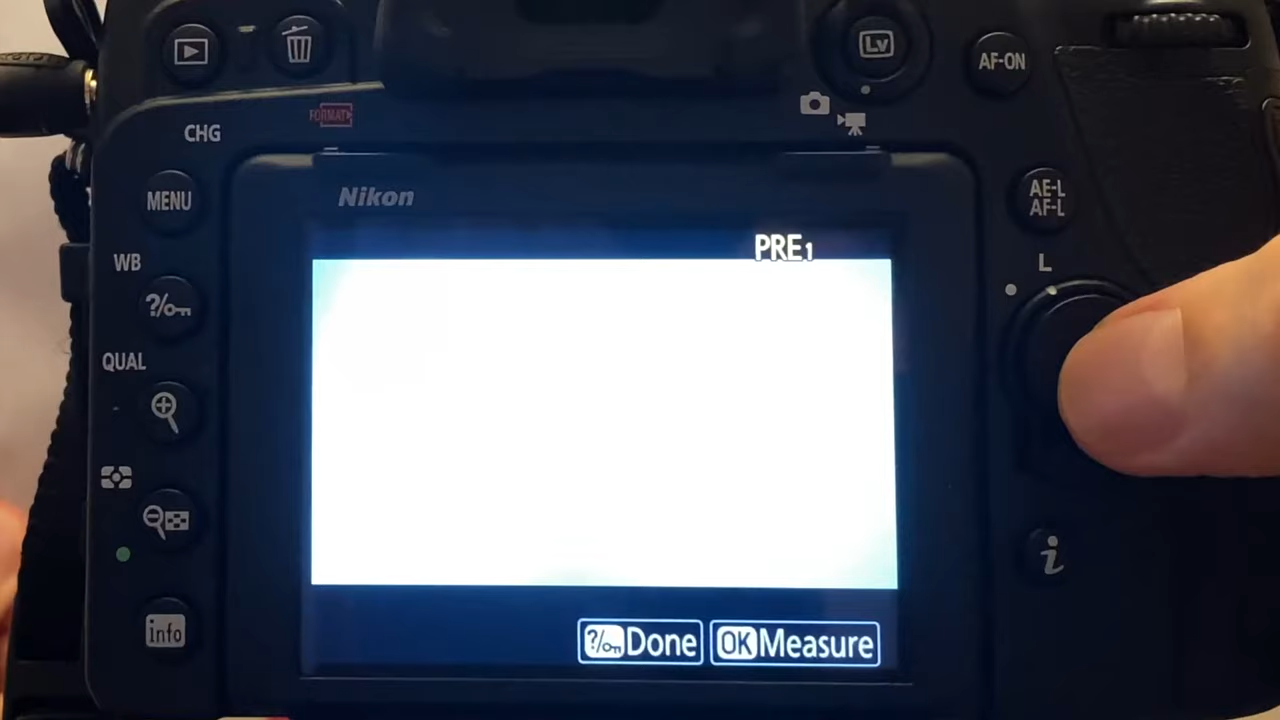 Lv
AF-ON
FORMAT
CHG
MENU
Nikon
AE-L
AF-L
WB
PRE1
L
?/
QUAL
i
info
?/ Done
OK Measure